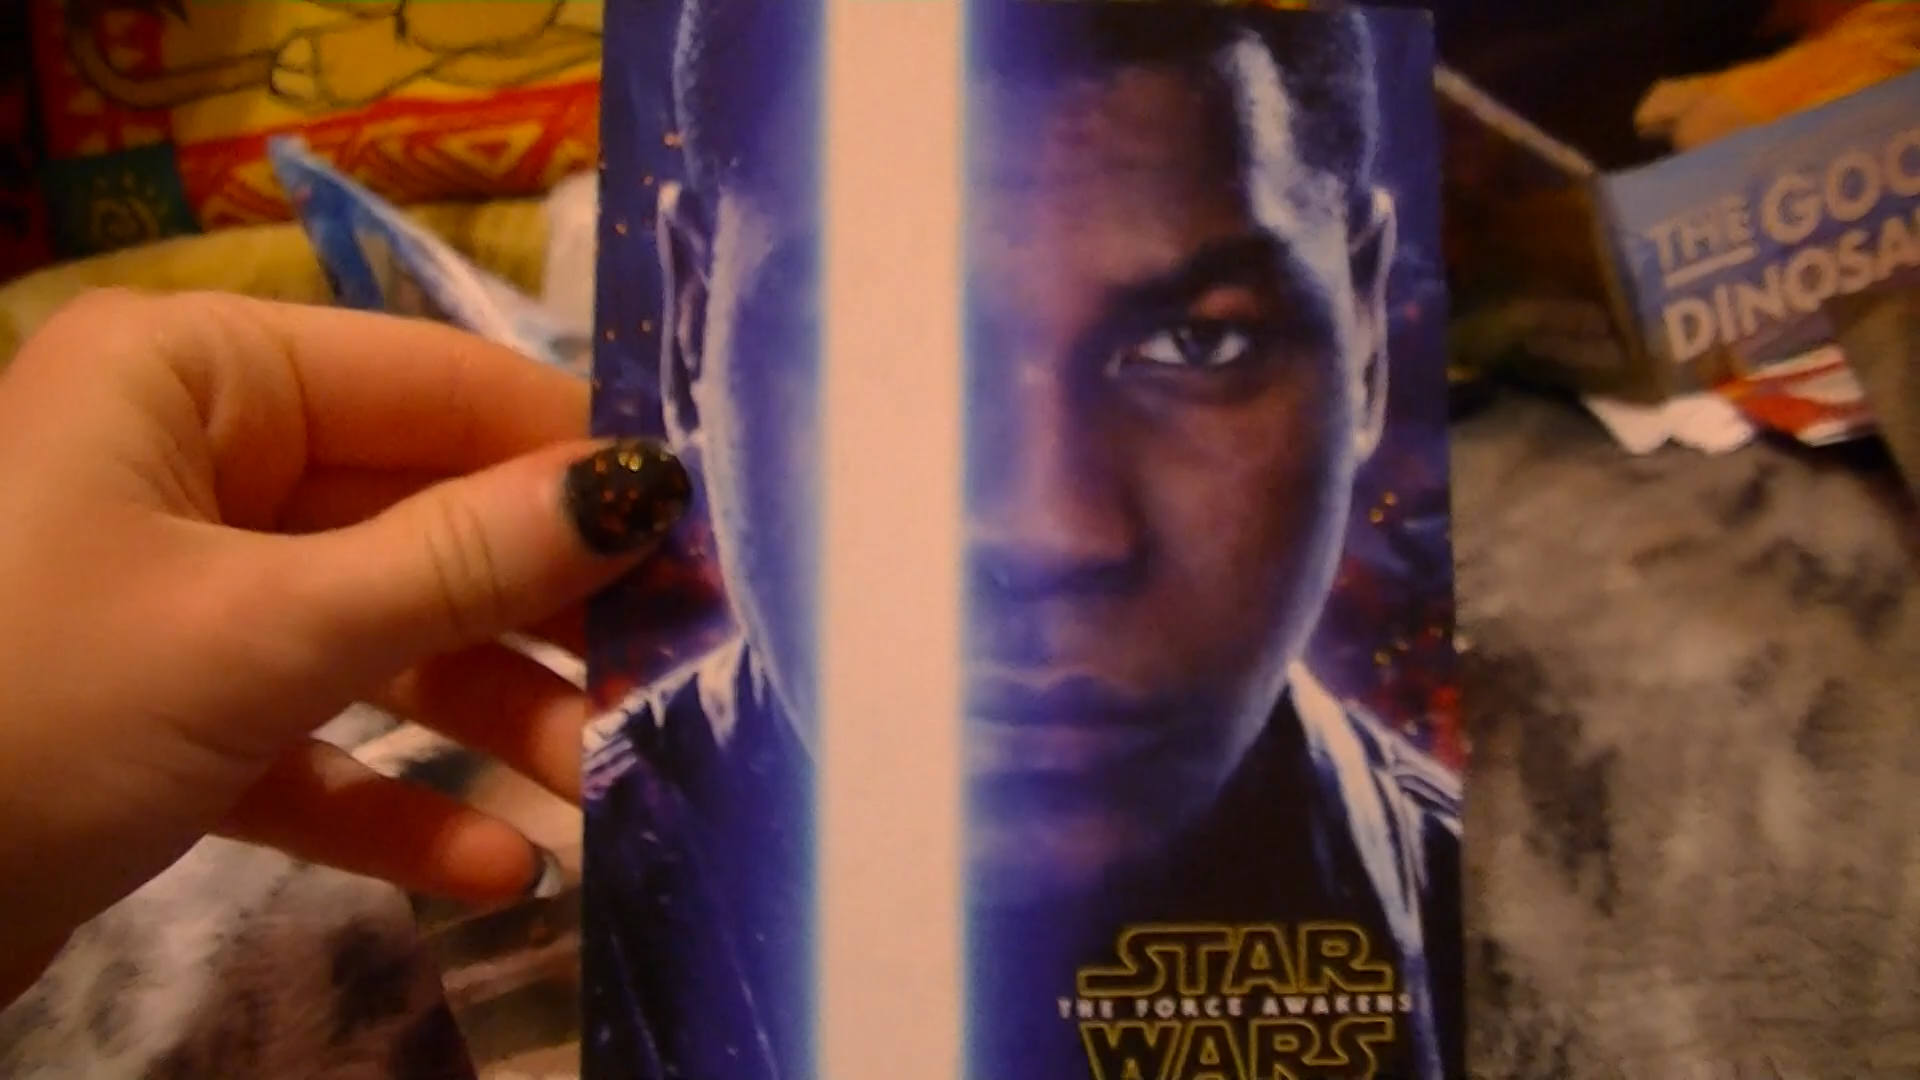 STAR
THE FORCE AWAKENS
WARS
THE GOO
DINOSA